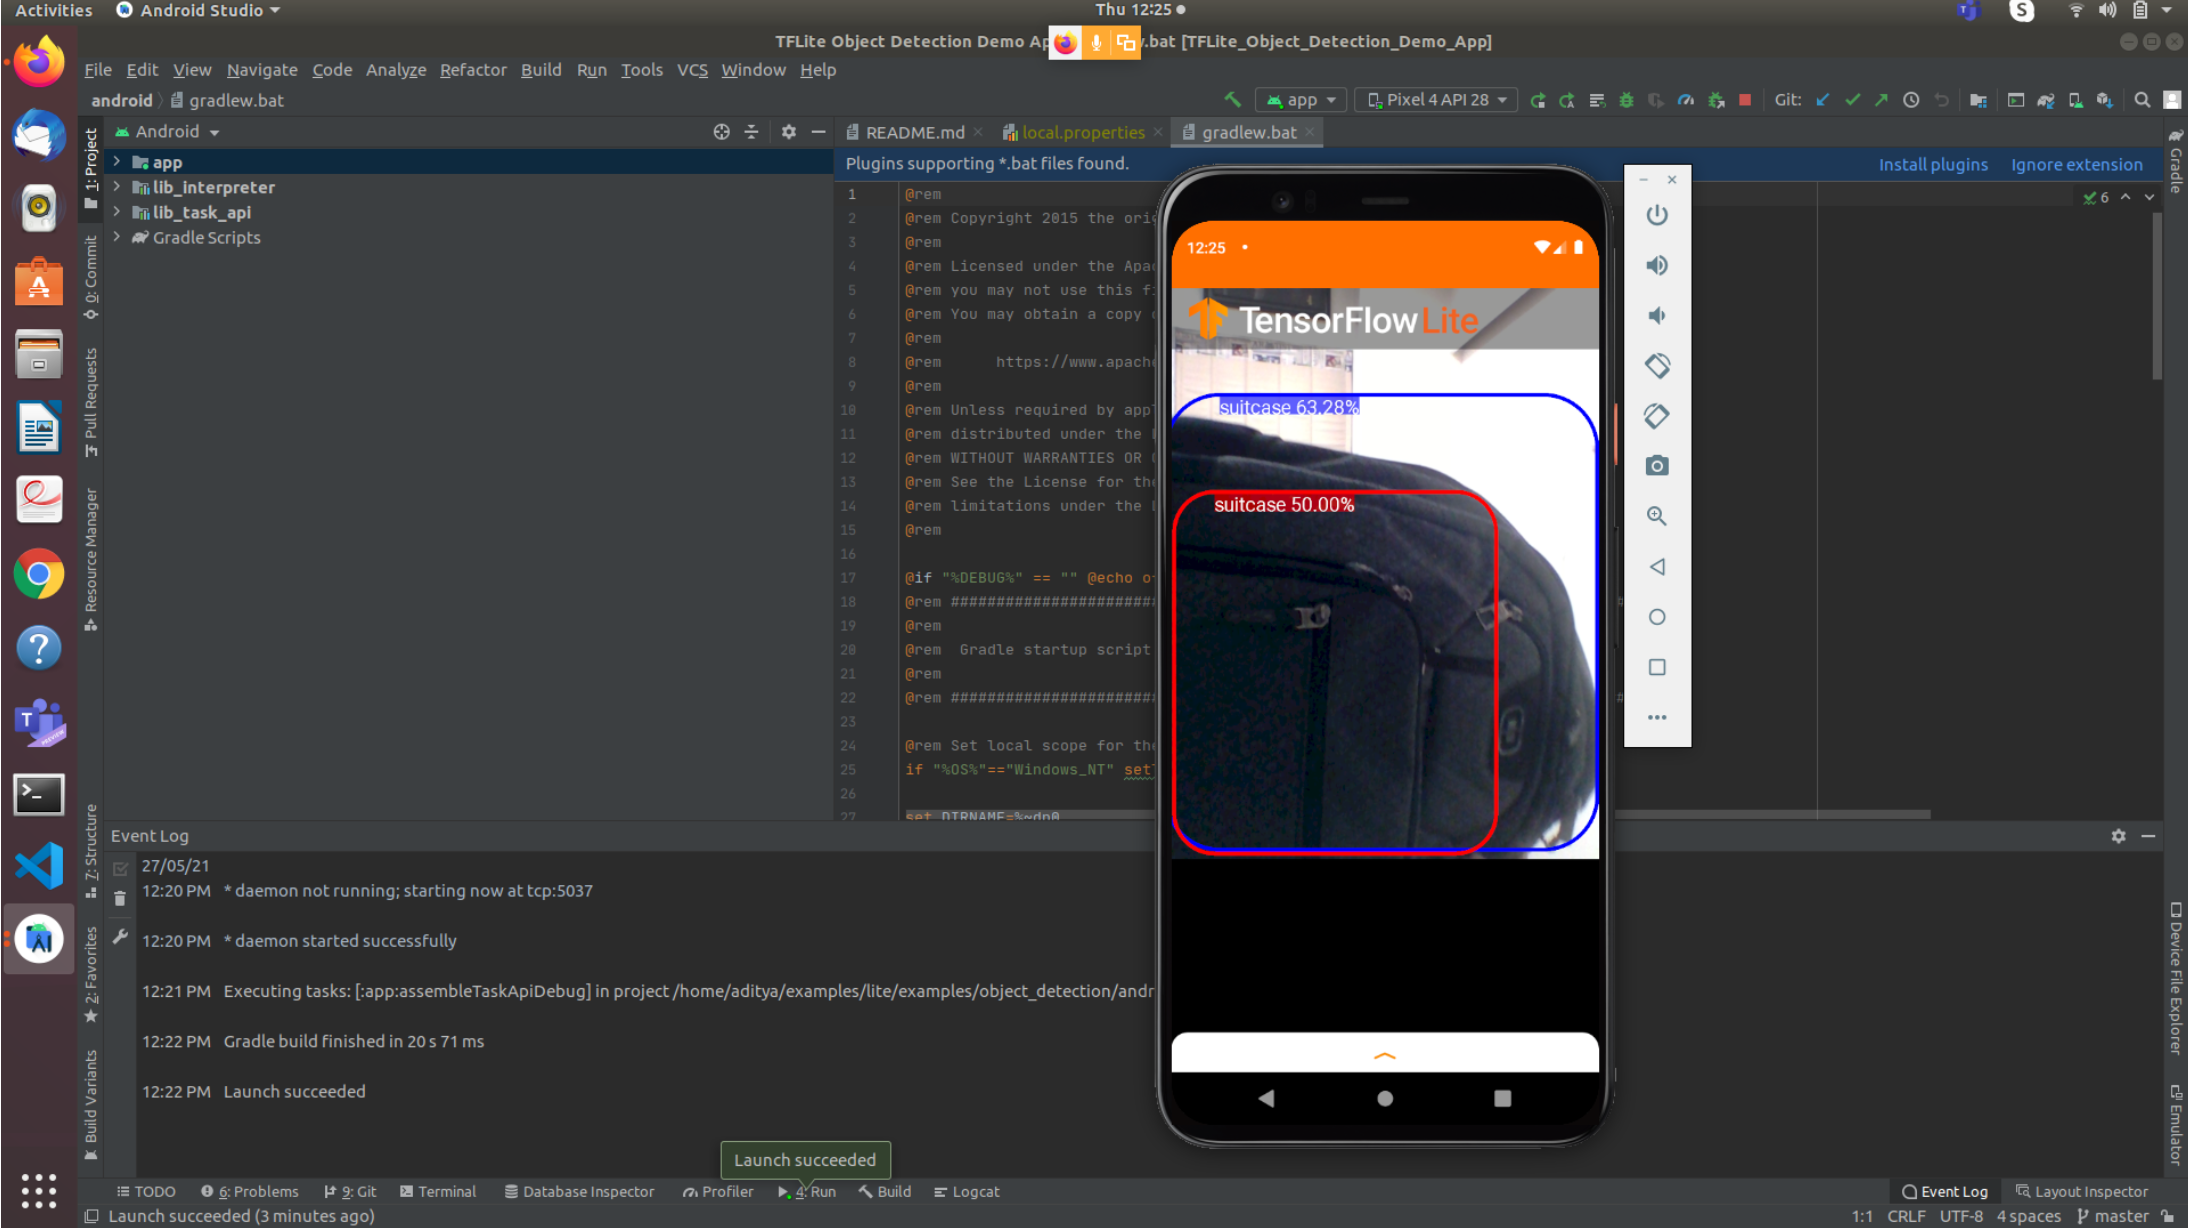 Activities Android Studio Thu 12:25
TFLite Object Detection Demo Ap .bat [TFLite_Object_Detection_Demo_App]
File Edit View Navigate Code Analyze Refactor Build Run Tools VCS Window Help
android gradlew.bat app Pixel 4 API 28 Git:
Android README.md local.properties gradlew.bat
Plugins supporting *.bat files found. Install plugins Ignore extension
app
lib_interpreter
lib_task_api
Gradle Scripts
1: Project
0: Commit
Pull Requests
Resource Manager
7: Structure
2: Favorites
Build Variants
6
1 @rem
2 @rem Copyright 2015 the orig
3 @rem
4 @rem Licensed under the Apac
5 @rem you may not use this fi
6 @rem You may obtain a copy o
7 @rem
8 @rem https://www.apache
9 @rem
10 @rem Unless required by appl
11 @rem distributed under the
12 @rem WITHOUT WARRANTIES OR
13 @rem See the License for the
14 @rem limitations under the
15 @rem
16
17 @if "%DEBUG%" == "" @echo of
18 @rem ########################
19 @rem
20 @rem Gradle startup script
21 @rem
22 @rem ########################
23
24 @rem Set local scope for the
25 if "%OS%"=="Windows_NT" setl
26
27 set DIRNAME=%~dp0
12:25
TensorFlow Lite
suitcase 63.28%
suitcase 50.00%
Gradle
Device File Explorer
Emulator
Event Log
27/05/21
12:20 PM * daemon not running; starting now at tcp:5037
12:20 PM * daemon started successfully
12:21 PM Executing tasks: [:app:assembleTaskApiDebug] in project /home/aditya/examples/lite/examples/object_detection/andr
12:22 PM Gradle build finished in 20 s 71 ms
12:22 PM Launch succeeded
Launch succeeded
TODO 6: Problems 9: Git Terminal Database Inspector Profiler 4: Run Build Logcat Event Log Layout Inspector
Launch succeeded (3 minutes ago) 1:1 CRLF UTF-8 4 spaces master